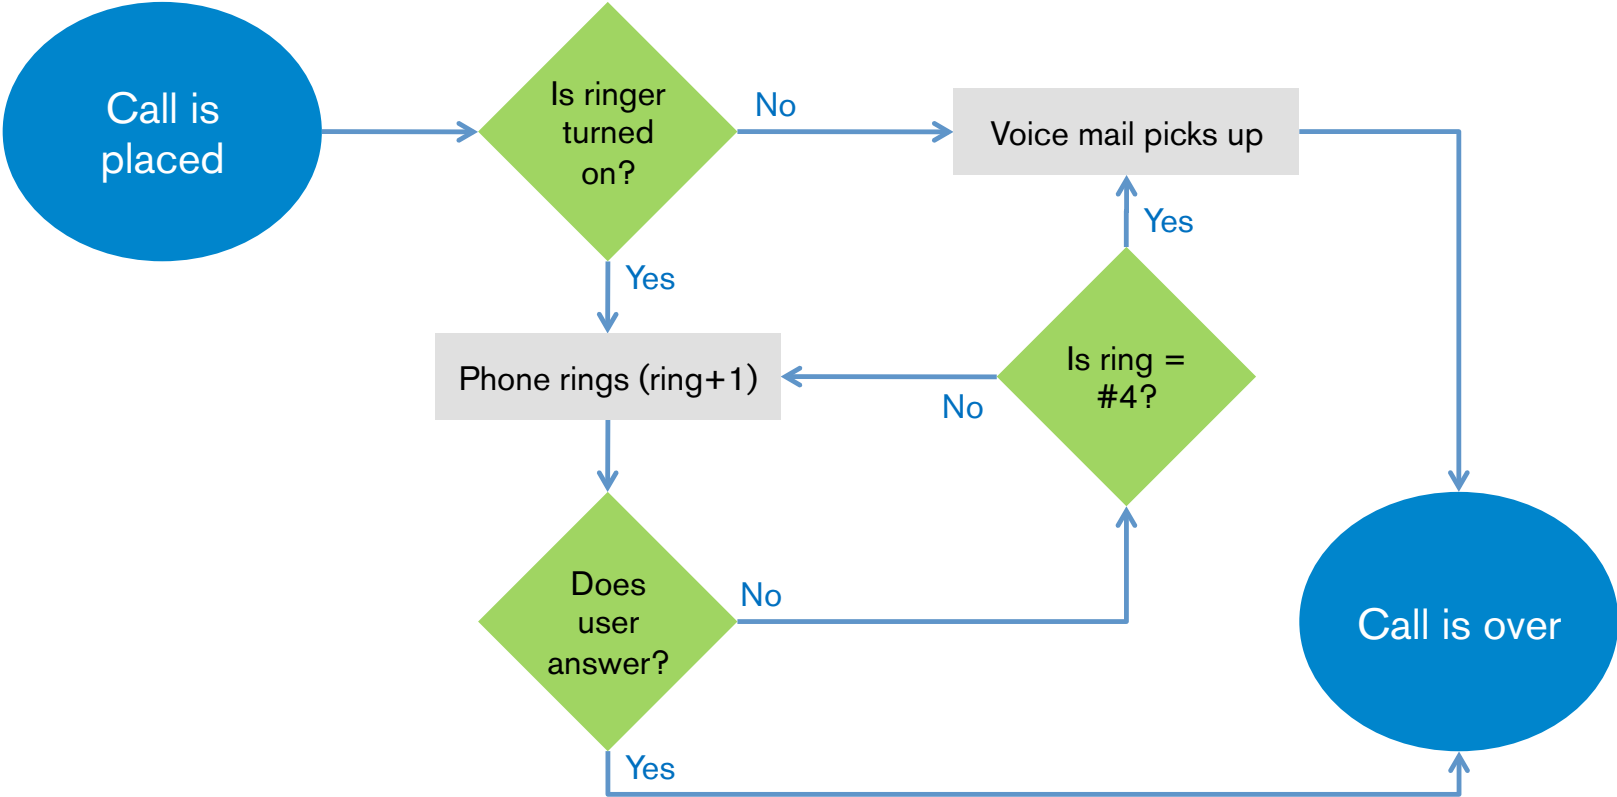 Call is
placed
Is ringer
turned
on?
No
Voice mail picks up
Yes
Yes
Phone rings (ring+1)
Is ring =
#4?
No
Does
user
answer?
No
Call is over
Yes